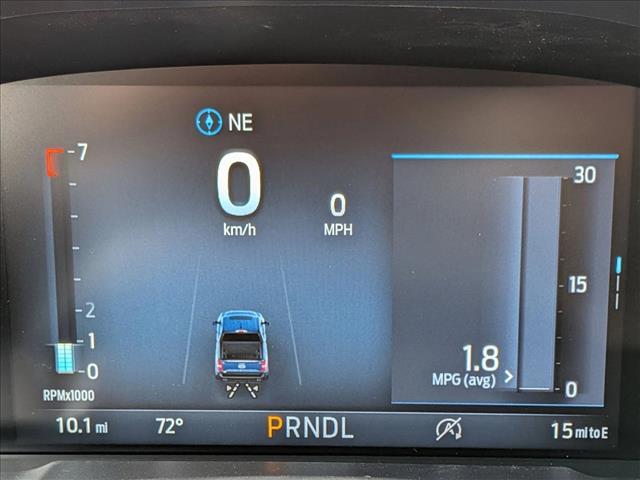 NE
7
0
km/h
0
MPH
30
15
2
1
0
RPMx1000
1.8
MPG (avg)
0
10.1 mi
72°
PRNDL
15 mi to E